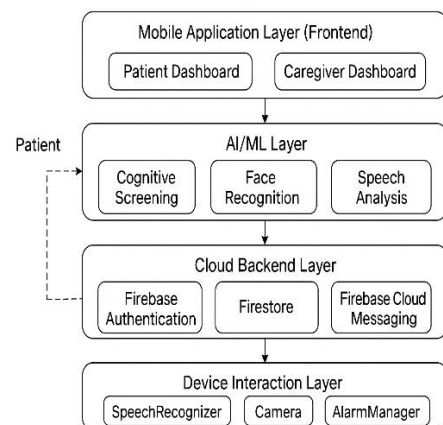 Mobile Application Layer (Frontend)
Patient Dashboard
Caregiver Dashboard
Patient
AI/ML Layer
Cognitive
Screening
Face
Recognition
Speech
Analysis
Cloud Backend Layer
Firebase
Authentication
Firestore
Firebase Cloud
Messaging
Device Interaction Layer
SpeechRecognizer
Camera
AlarmManager